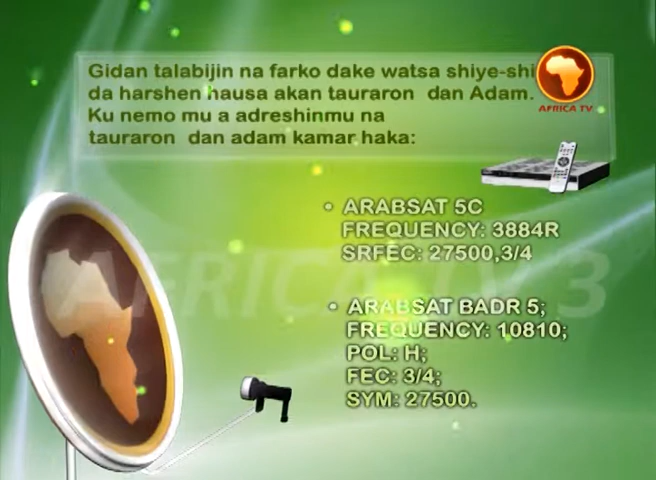 Gidan talabijin na farko dake watsa shiye-shi
da harshen hausa akan tauraron dan Adam.
Ku nemo mu a adreshinmu na
tauraron dan adam kamar haka:
AFRICA TV
• ARABSAT 5C
FREQUENCY: 3884R
SRFEC: 27500,3/4
AFRICA TV 3
• ARABSAT BADR 5;
FREQUENCY: 10810;
POL: H;
FEC: 3/4;
SYM: 27500.